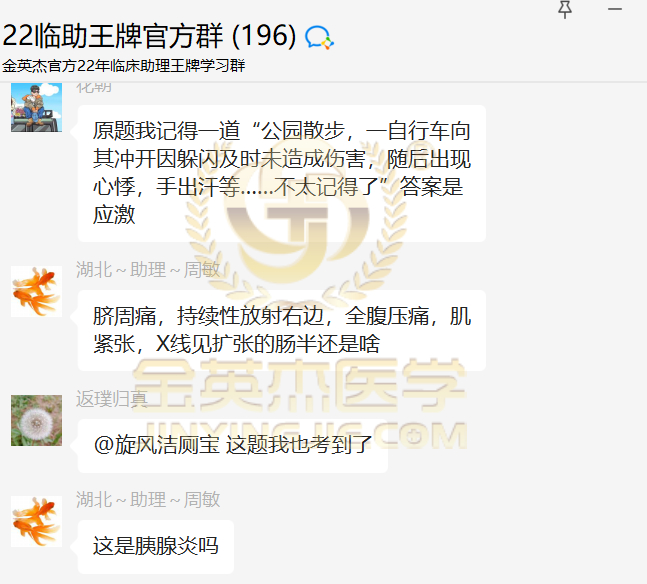 22临助王牌官方群 (196)
金英杰官方22年临床助理王牌学习群
花朝
原题我记得一道“公园散步，一自行车向
其冲开因躲闪及时未造成伤害，随后出现
心悸，手出汗等......不太记得了”答案是
应激
湖北~助理~周敏
脐周痛，持续性放射右边，全腹压痛，肌
紧张，X线见扩张的肠半还是啥
金英杰医学
JINYINGJIE.COM
返璞归真
@旋风洁厕宝 这题我也考到了
湖北~助理~周敏
这是胰腺炎吗